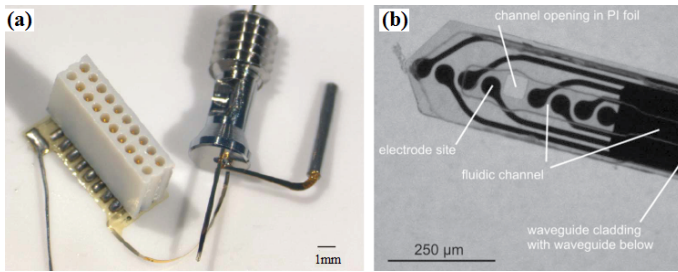 (a)
1mm
(b)
channel opening in PI foil
electrode site
fluidic channel
waveguide cladding
with waveguide below
250 µm